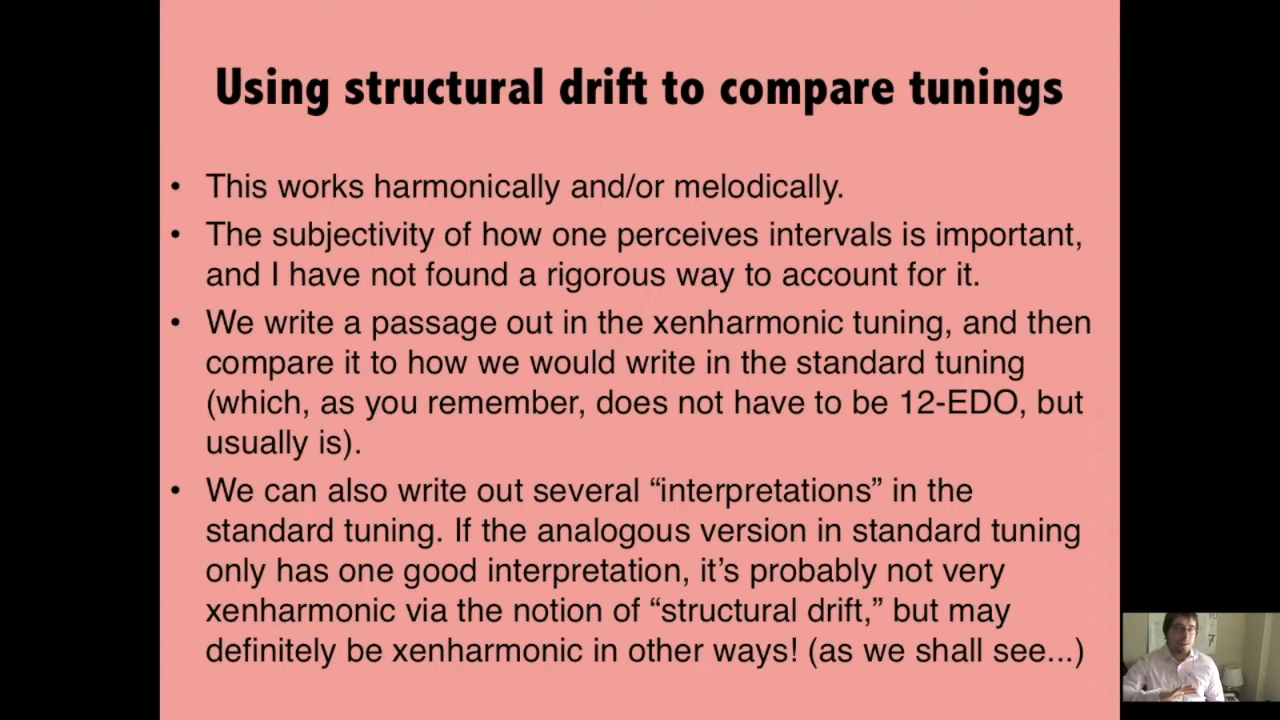 Using structural drift to compare tunings
• This works harmonically and/or melodically.
• The subjectivity of how one perceives intervals is important,
and I have not found a rigorous way to account for it.
• We write a passage out in the xenharmonic tuning, and then
compare it to how we would write in the standard tuning
(which, as you remember, does not have to be 12-EDO, but
usually is).
• We can also write out several “interpretations” in the
standard tuning. If the analogous version in standard tuning
only has one good interpretation, it’s probably not very
xenharmonic via the notion of “structural drift,” but may
definitely be xenharmonic in other ways! (as we shall see...)